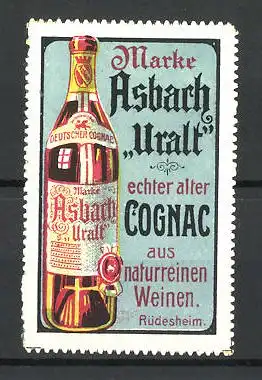 Marke
Asbach
„Uralt”
echter alter
COGNAC
aus
naturreinen
Weinen.
Rüdesheim.
DEUTSCHER COGNAC
Marke
Asbach
Uralt